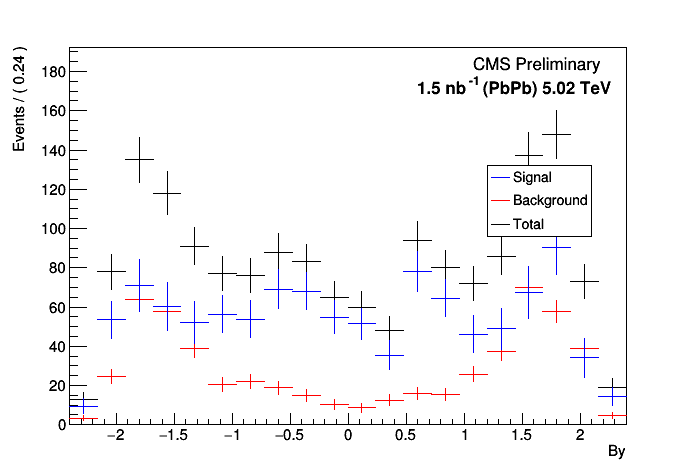 CMS Preliminary
1.5 nb⁻¹ (PbPb) 5.02 TeV
Events / ( 0.24 )
180
160
140
120
100
80
60
40
20
0
Signal
Background
Total
−2 −1.5 −1 −0.5 0 0.5 1 1.5 2
By